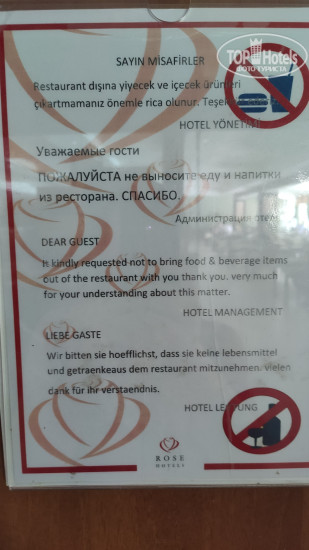 TOPHotels
SAYIN MİSAFİRLER
Restaurant dışına yiyecek ve içecek ürünleri
çıkartmamanız önemle rica olunur.
HOTEL YÖNETİMİ
Уважаемые гости
ПОЖАЛУЙСТА не выносите еду и напитки
из ресторана. СПАСИБО.
Администрация отеля
DEAR GUEST
Is kindly requested not to bring food & beverage items
out of the restaurant with you thank you. very much
for your understanding about this matter.
HOTEL MANAGEMENT
LIEBE GASTE
Wir bitten sie hoefflichst, dass sie keine lebensmittel
und getraenkeaus dem restaurant mitzunehmen. vielen
dank für ihr verstaendnis.
HOTEL LEITUNG
ROSE
HOTELS